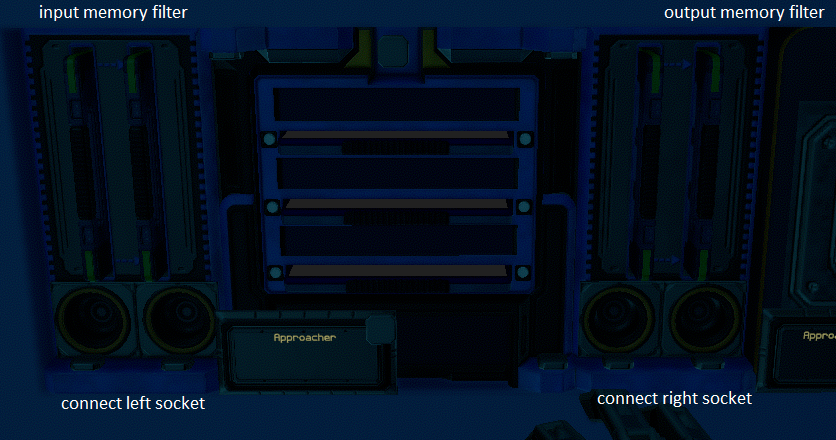 input memory filter
output memory filter
Approacher
connect left socket
connect right socket